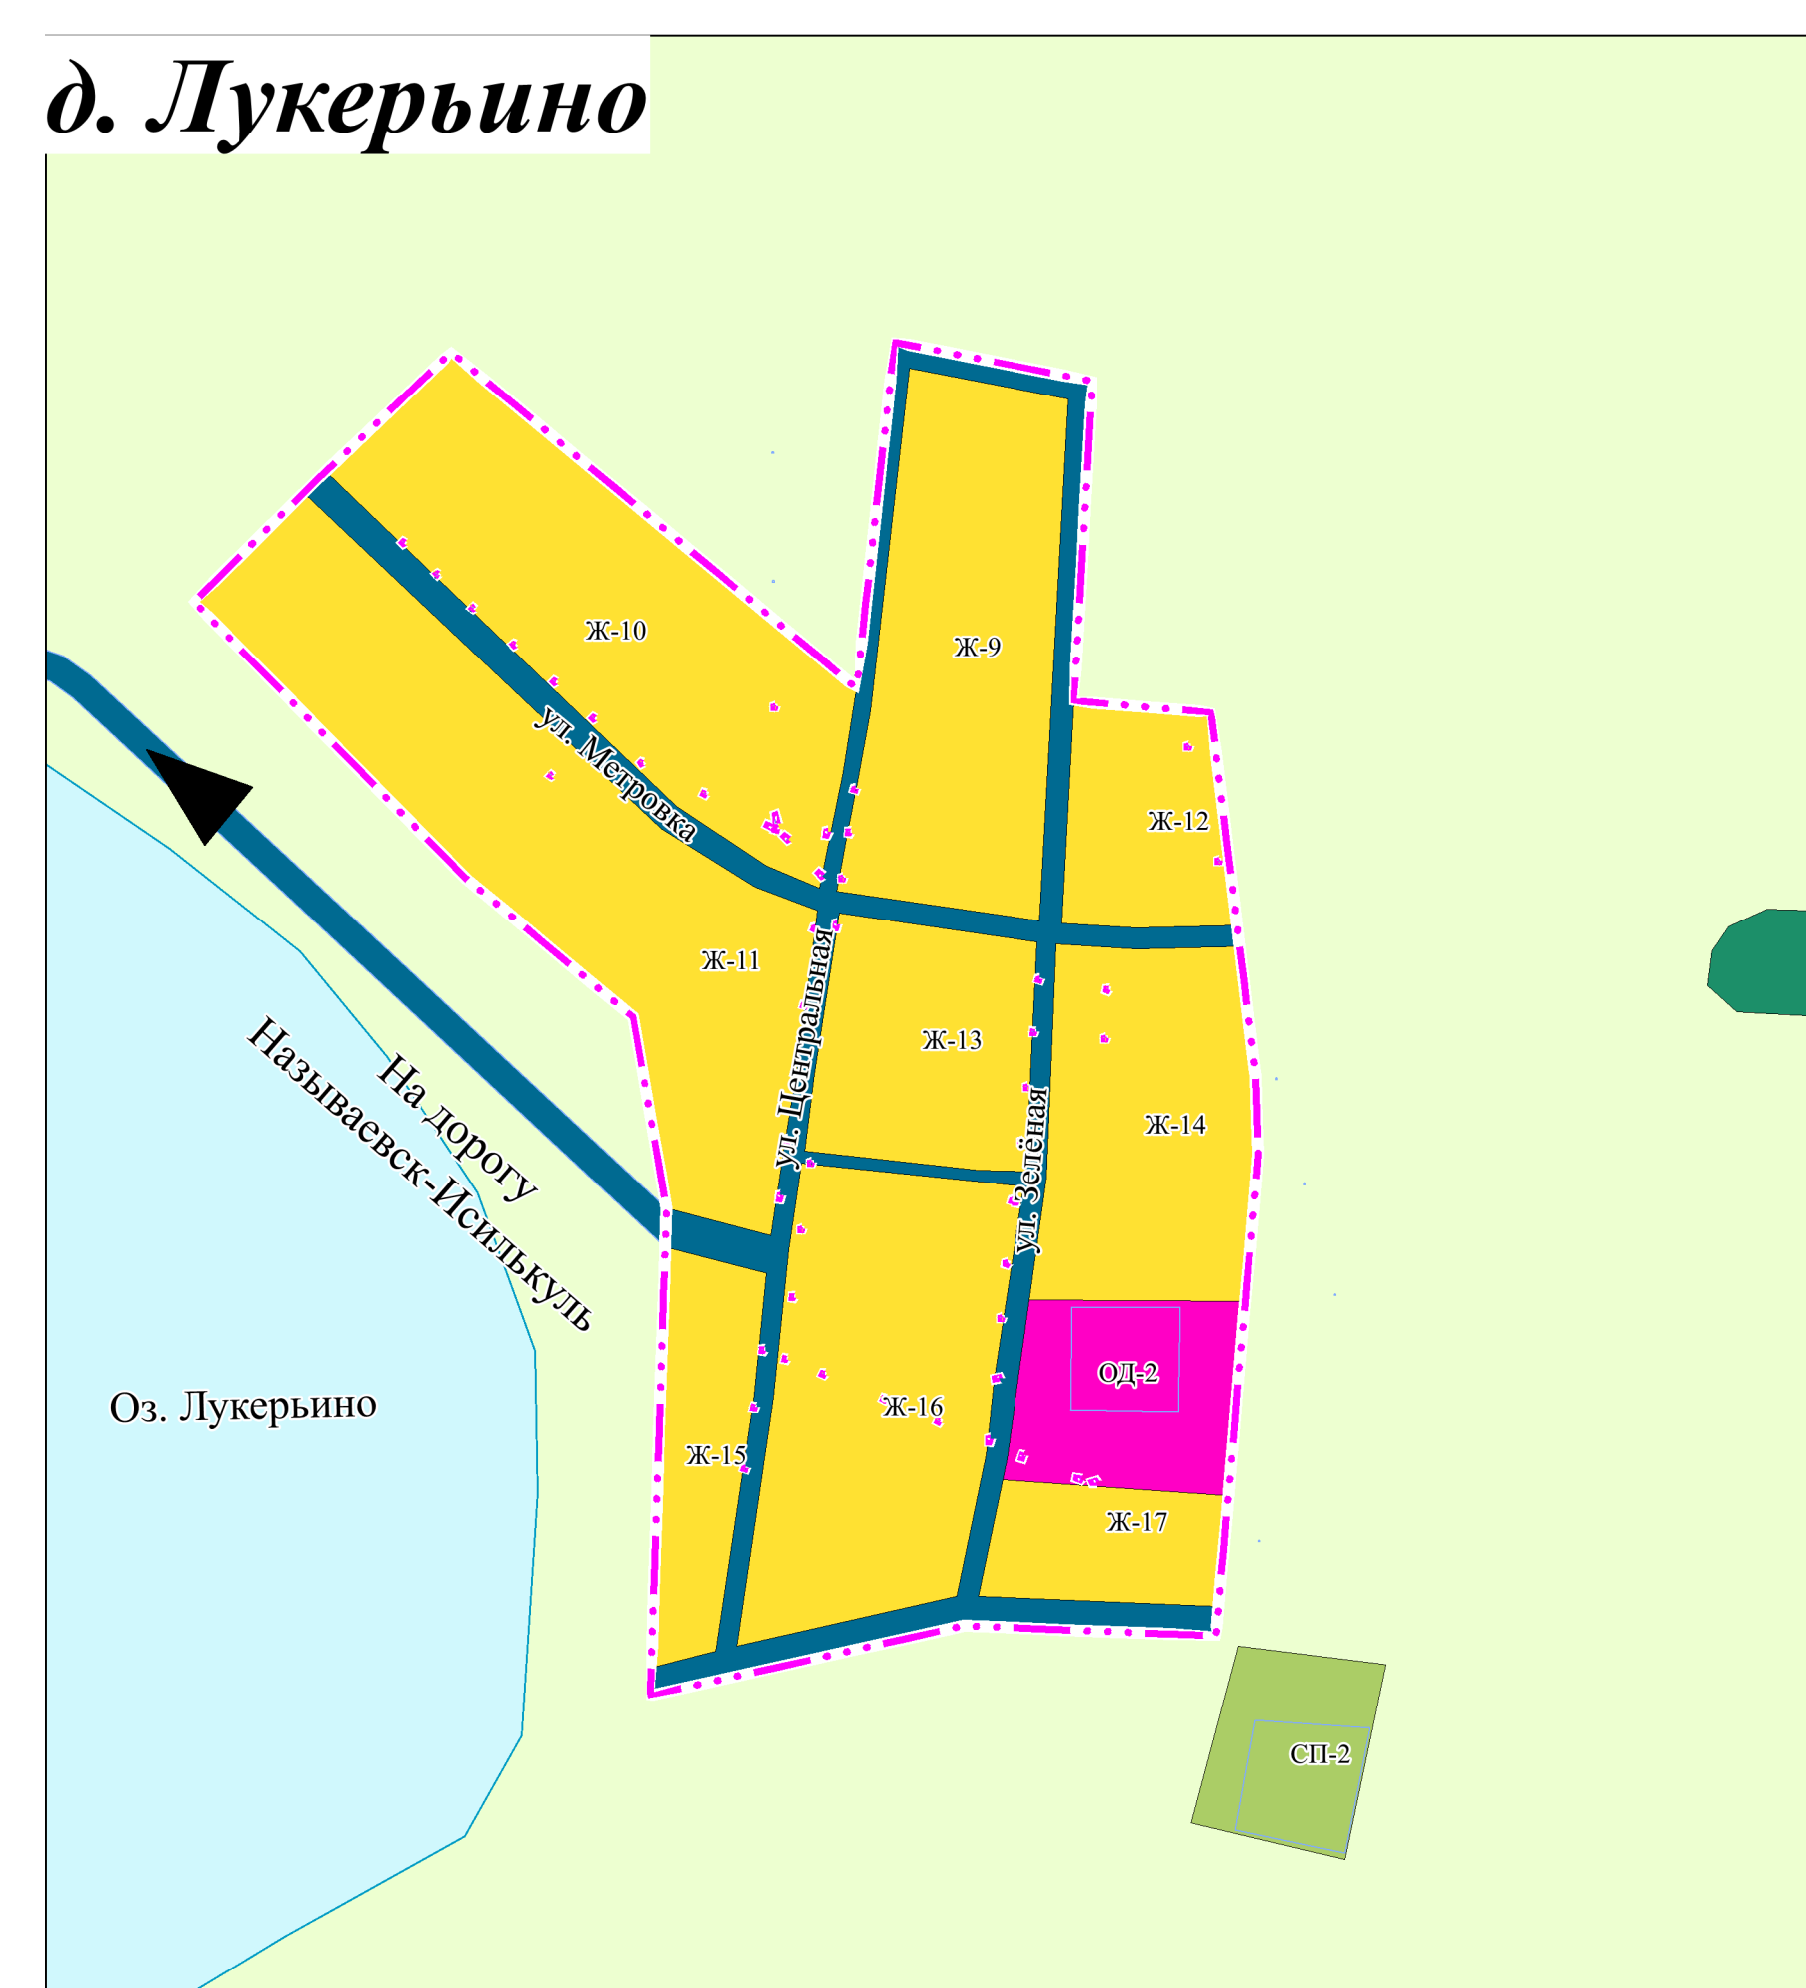 д. Лукерьино
Ж-10
Ж-9
ул. Метровка
Ж-12
Ж-11
ул. Центральная
Ж-13
ул. Зелёная
Ж-14
На дорогу
Называевск-Исилькуль
Оз. Лукерьино
ОД-2
Ж-16
Ж-15
Ж-17
СП-2